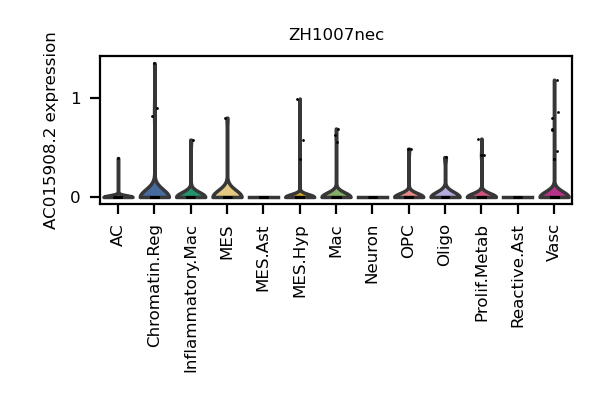 ZH1007nec
AC015908.2 expression
1
0
AC
Chromatin.Reg
Inflammatory.Mac
MES
MES.Ast
MES.Hyp
Mac
Neuron
OPC
Oligo
Prolif.Metab
Reactive.Ast
Vasc